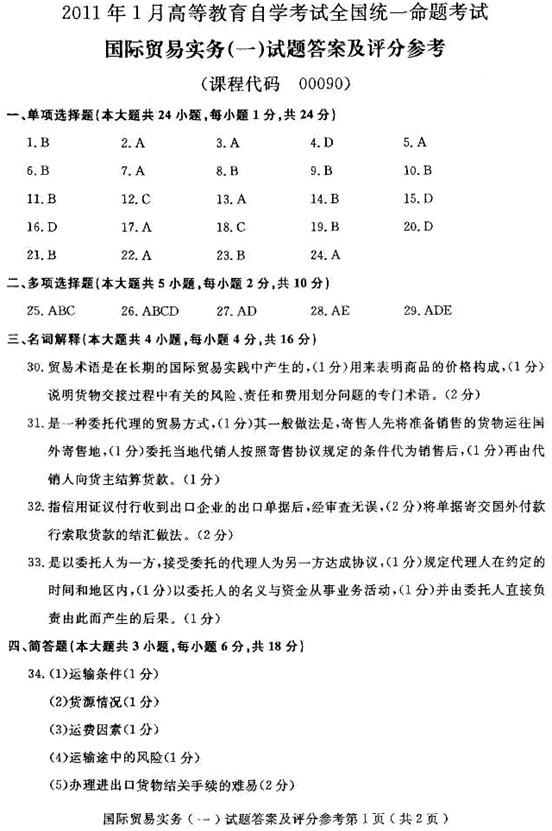 2011 年 1 月高等教育自学考试全国统一命题考试
国际贸易实务(一)试题答案及评分参考
(课程代码 00090)
一、单项选择题(本大题共 24 小题,每小题 1 分,共 24 分)
1. B 2. A 3. A 4. D 5. A
6. B 7. A 8. B 9. B 10. B
11. B 12. C 13. A 14. B 15. D
16. D 17. A 18. C 19. B 20. D
21. B 22. A 23. B 24. A
二、多项选择题(本大题共 5 小题,每小题 2 分,共 10 分)
25. ABC 26. ABCD 27. AD 28. AE 29. ADE
三、名词解释(本大题共 4 小题,每小题 4 分,共 16 分)
30. 贸易术语是在长期的国际贸易实践中产生的,(1 分)用来表明商品的价格构成,(1 分)
说明货物交接过程中有关的风险、责任和费用划分问题的专门术语。(2 分)
31. 是一种委托代理的贸易方式,(1 分)其一般做法是,寄售人先将准备销售的货物运往国
外寄售地,(1 分)委托当地代销人按照寄售协议规定的条件代为销售后,(1 分)再由代
销人向货主结算货款。(1 分)
32. 指信用证议付行收到出口企业的出口单据后,经审查无误,(2 分)将单据寄交国外付款
行索取货款的结汇做法。(2 分)
33. 是以委托人为一方,接受委托的代理人为另一方达成协议,(1 分)规定代理人在约定的
时间和地区内,(1 分)以委托人的名义与资金从事业务活动,(1 分)并由委托人直接负
责由此而产生的后果。(1 分)
四、简答题(本大题共 3 小题,每小题 6 分,共 18 分)
34. (1)运输条件(1 分)
(2)货源情况(1 分)
(3)运费因素(1 分)
(4)运输途中的风险(1 分)
(5)办理进出口货物结关手续的难易(2 分)
国际贸易实务(一)试题答案及评分参考第 1 页(共 2 页)